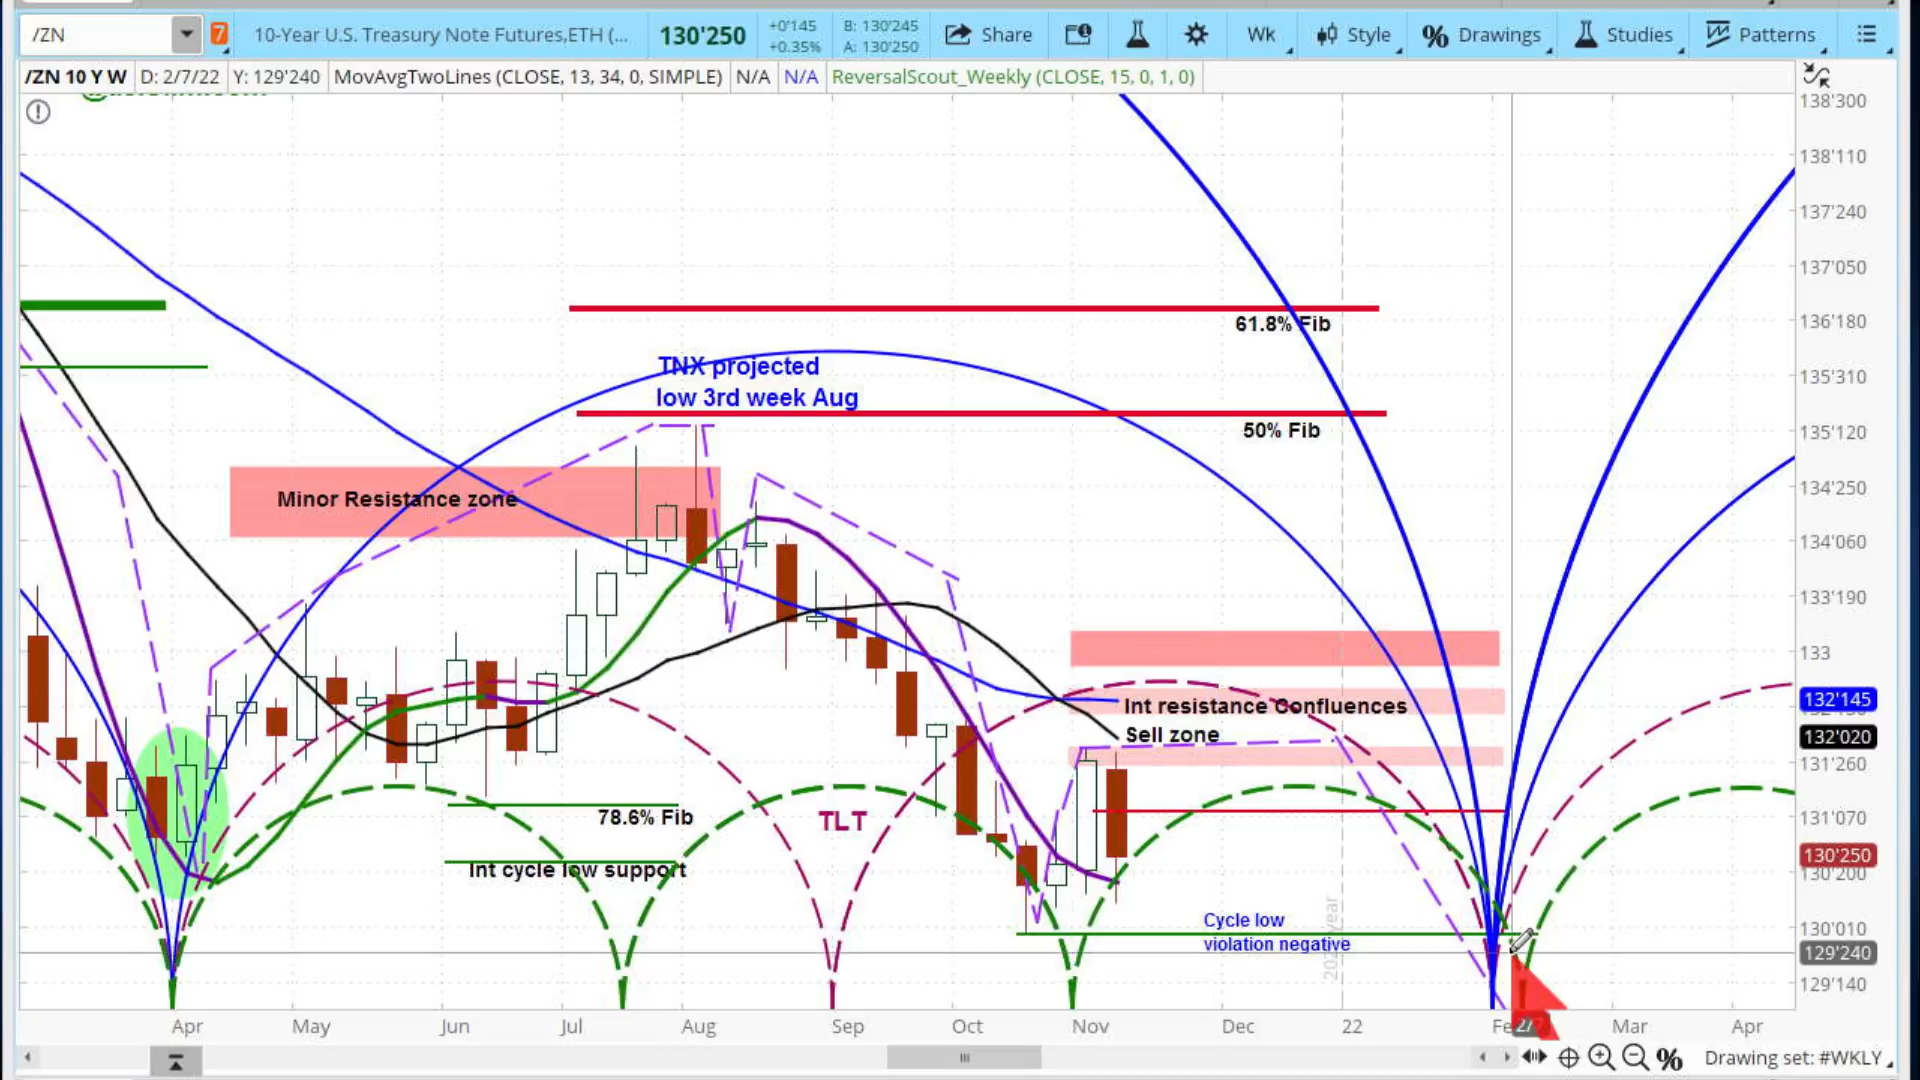 /ZN
7
10-Year U.S. Treasury Note Futures,ETH (...
130'250
+0'145
+0.35%
B: 130'245
A: 130'250
Share
Wk
Style
% Drawings
Studies
Patterns
/ZN 10 Y W
D: 2/7/22
Y: 129'240
MovAvgTwoLines (CLOSE, 13, 34, 0, SIMPLE)
N/A
N/A
ReversalScout_Weekly (CLOSE, 15, 0, 1, 0)
138'300
138'110
137'240
137'050
61.8% Fib
136'180
TNX projected
low 3rd week Aug
135'310
50% Fib
135'120
Minor Resistance zone
134'250
134'060
133'190
133
132'145
Int resistance Confluences
Sell zone
132'020
131'260
78.6% Fib
TLT
131'070
130'250
130'200
Int cycle low support
Cycle low
violation negative
year
130'010
129'240
129'140
Apr
May
Jun
Jul
Aug
Sep
Oct
Nov
Dec
22
Fe
2/7
Mar
Apr
%
Drawing set: #WKLY